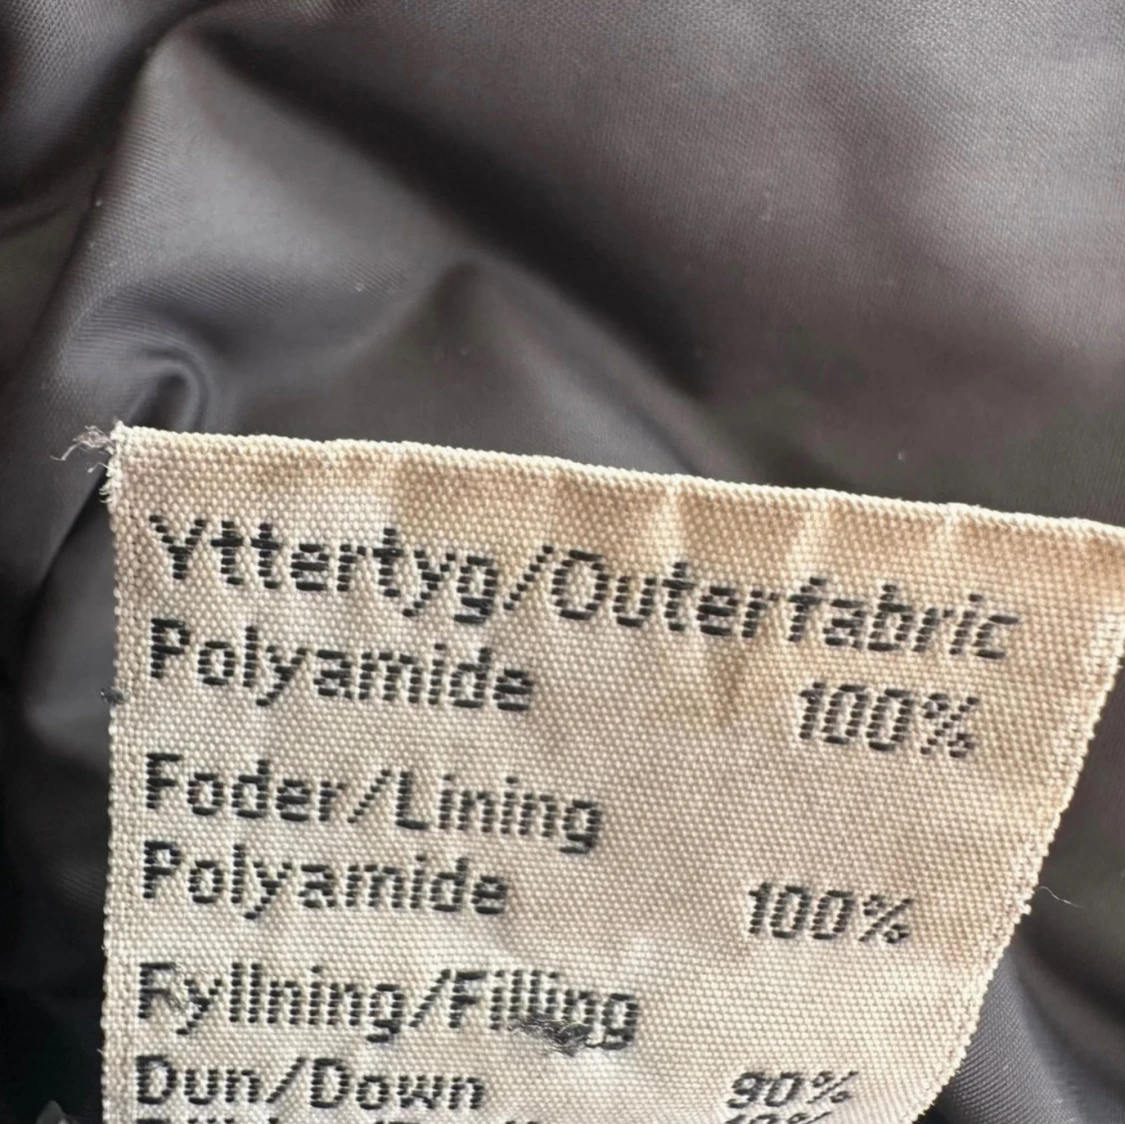 Yttertyg/Outerfabric
Polyamide 100%
Foder/Lining
Polyamide 100%
Fyllning/Filling
Dun/Down 90%